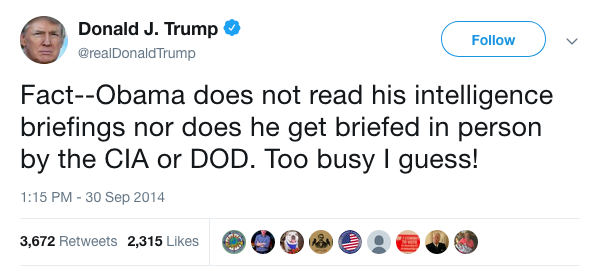 Donald J. Trump
Follow
@realDonaldTrump
Fact--Obama does not read his intelligence
briefings nor does he get briefed in person
by the CIA or DOD. Too busy I guess!
1:15 PM - 30 Sep 2014
3,672 Retweets 2,315 Likes